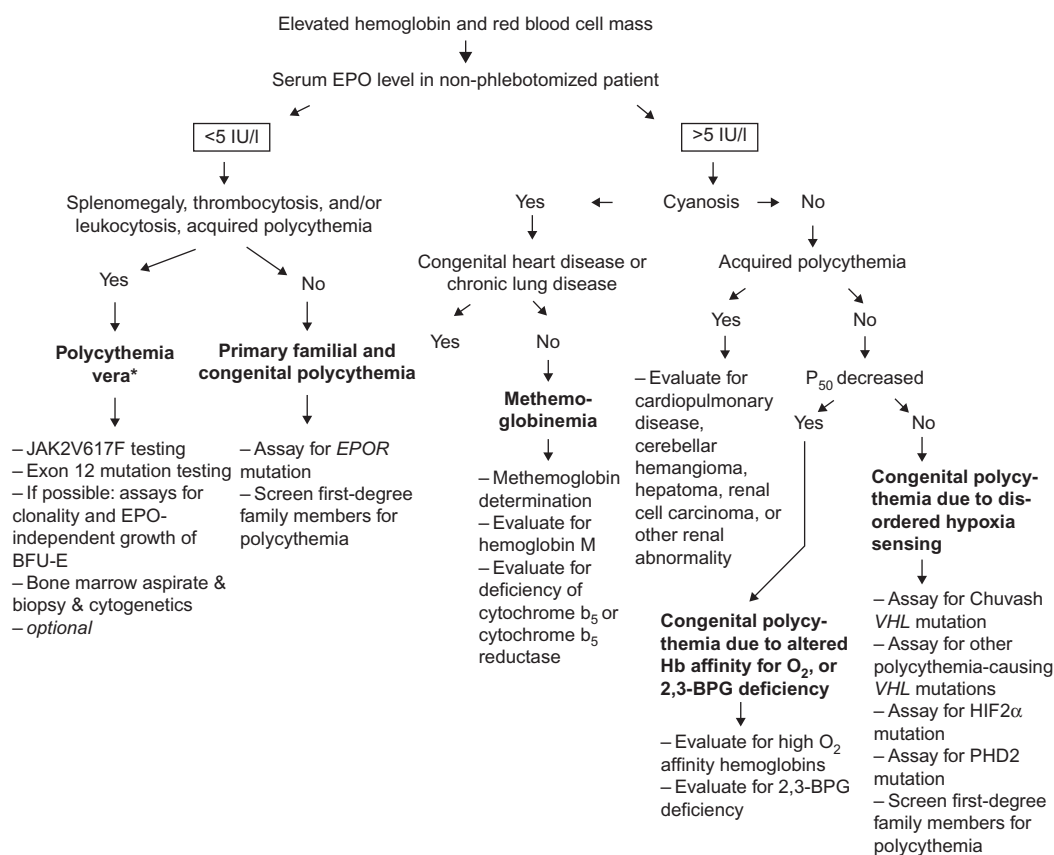 Elevated hemoglobin and red blood cell mass
Serum EPO level in non-phlebotomized patient
<5 IU/l
>5 IU/l
Splenomegaly, thrombocytosis, and/or
leukocytosis, acquired polycythemia
Yes
No
Polycythemia
vera*
Primary familial and
congenital polycythemia
– JAK2V617F testing
– Exon 12 mutation testing
– If possible: assays for
clonality and EPO-
independent growth of
BFU-E
– Bone marrow aspirate &
biopsy & cytogenetics
– optional
– Assay for EPOR
mutation
– Screen first-degree
family members for
polycythemia
Yes
Cyanosis
No
Congenital heart disease or
chronic lung disease
Yes
No
Methemo-
globinemia
– Methemoglobin
determination
– Evaluate for
hemoglobin M
– Evaluate for
deficiency of
cytochrome b5 or
cytochrome b5
reductase
Acquired polycythemia
Yes
No
– Evaluate for
cardiopulmonary
disease,
cerebellar
hemangioma,
hepatoma, renal
cell carcinoma, or
other renal
abnormality
P50 decreased
Yes
No
Congenital polycy-
themia due to altered
Hb affinity for O2, or
2,3-BPG deficiency
– Evaluate for high O2
affinity hemoglobins
– Evaluate for 2,3-BPG
deficiency
Congenital polycy-
themia due to dis-
ordered hypoxia
sensing
– Assay for Chuvash
VHL mutation
– Assay for other
polycythemia-causing
VHL mutations
– Assay for HIF2α
mutation
– Assay for PHD2
mutation
– Screen first-degree
family members for
polycythemia